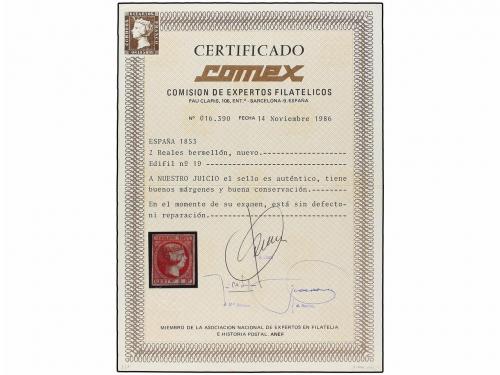 CERTIFICADO
comex
COMISION DE EXPERTOS FILATELICOS
PAU CLARIS, 106, ENT.º - BARCELONA-9. ESPAÑA
Nº 016.390 FECHA 14 Noviembre 1986
ESPAÑA 1853
2 Reales bermellón, nuevo.
Edifil nº 19
A NUESTRO JUICIO el sello es auténtico, tiene
buenos márgenes y buena conservación.
En el momento de su examen, está sin defecto
ni reparación.
MIEMBRO DE LA ASOCIACION NACIONAL DE EXPERTOS EN FILATELIA
E HISTORIA POSTAL. ANEF